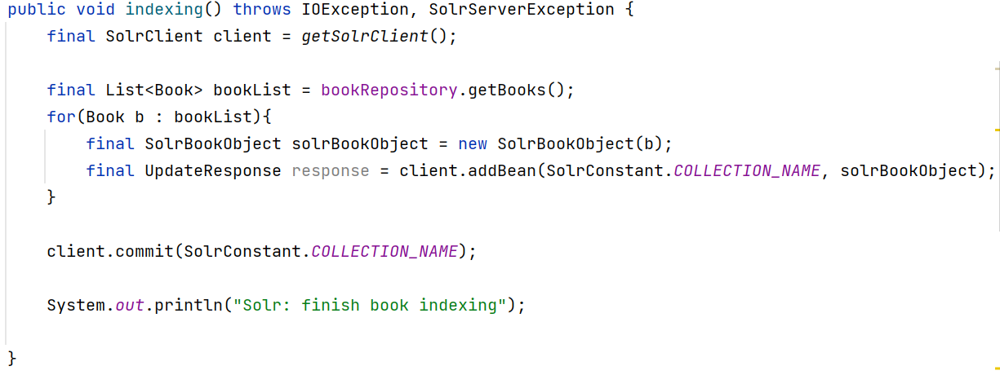 public void indexing() throws IOException, SolrServerException {
    final SolrClient client = getSolrClient();

    final List<Book> bookList = bookRepository.getBooks();
    for(Book b : bookList){
        final SolrBookObject solrBookObject = new SolrBookObject(b);
        final UpdateResponse response = client.addBean(SolrConstant.COLLECTION_NAME, solrBookObject);
    }

    client.commit(SolrConstant.COLLECTION_NAME);

    System.out.println("Solr: finish book indexing");

}